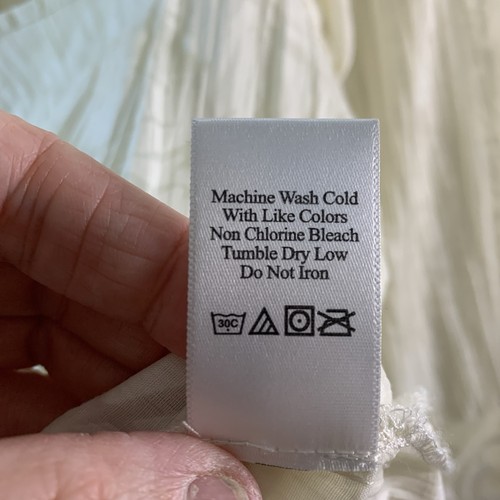 Machine Wash Cold
With Like Colors
Non Chlorine Bleach
Tumble Dry Low
Do Not Iron
30C